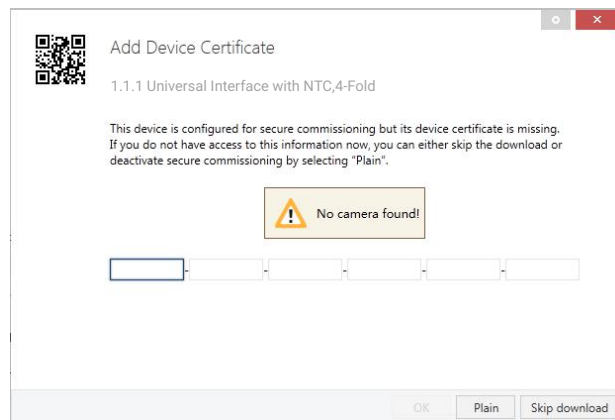 Add Device Certificate
1.1.1 Universal Interface with NTC,4-Fold
This device is configured for secure commissioning but its device certificate is missing.
If you do not have access to this information now, you can either skip the download or
deactivate secure commissioning by selecting "Plain".
No camera found!
- - - - -
OK Plain Skip download